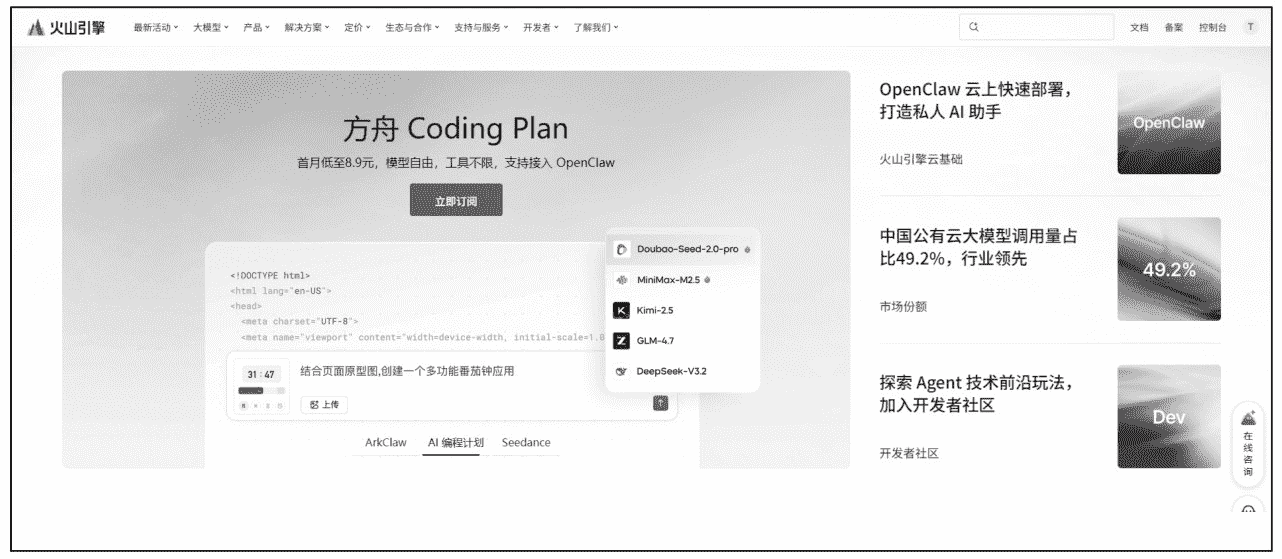 火山引擎
最新活动 大模型 产品 解决方案 定价 生态与合作 支持与服务 开发者 了解我们
文档 备案 控制台 T
方舟 Coding Plan
首月低至8.9元，模型自由，工具不限，支持接入 OpenClaw
立即订阅
<!DOCTYPE html>
<html lang="en-US">
<head>
<meta charset="UTF-8">
<meta name="viewport" content="width=device-width, initial-scale=1.0
Doubao-Seed-2.0-pro
MiniMax-M2.5
Kimi-2.5
GLM-4.7
DeepSeek-V3.2
31:47
结合页面原型图,创建一个多功能番茄钟应用
上传
ArkClaw AI 编程计划 Seedance
OpenClaw 云上快速部署，
打造私人 AI 助手
火山引擎云基础
OpenClaw
中国公有云大模型调用量占
比49.2%，行业领先
市场份额
49.2%
探索 Agent 技术前沿玩法，
加入开发者社区
开发者社区
Dev
在线咨询